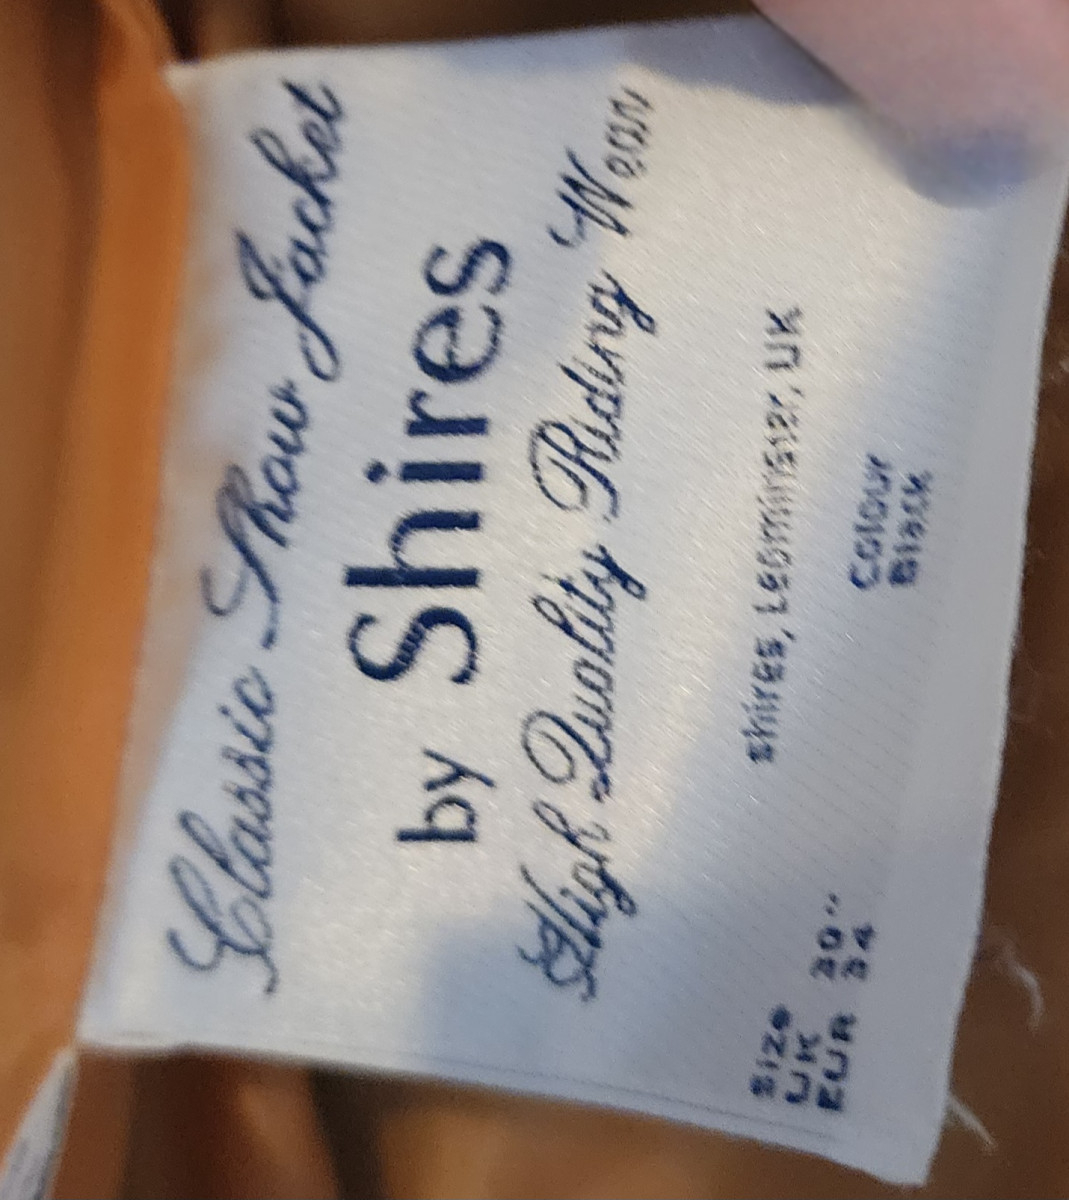 Classic Show Jacket
by Shires
High Quality Riding Wear
Shires, Leominster, UK
Size
UK 30"
EUR 34
Colour
Black